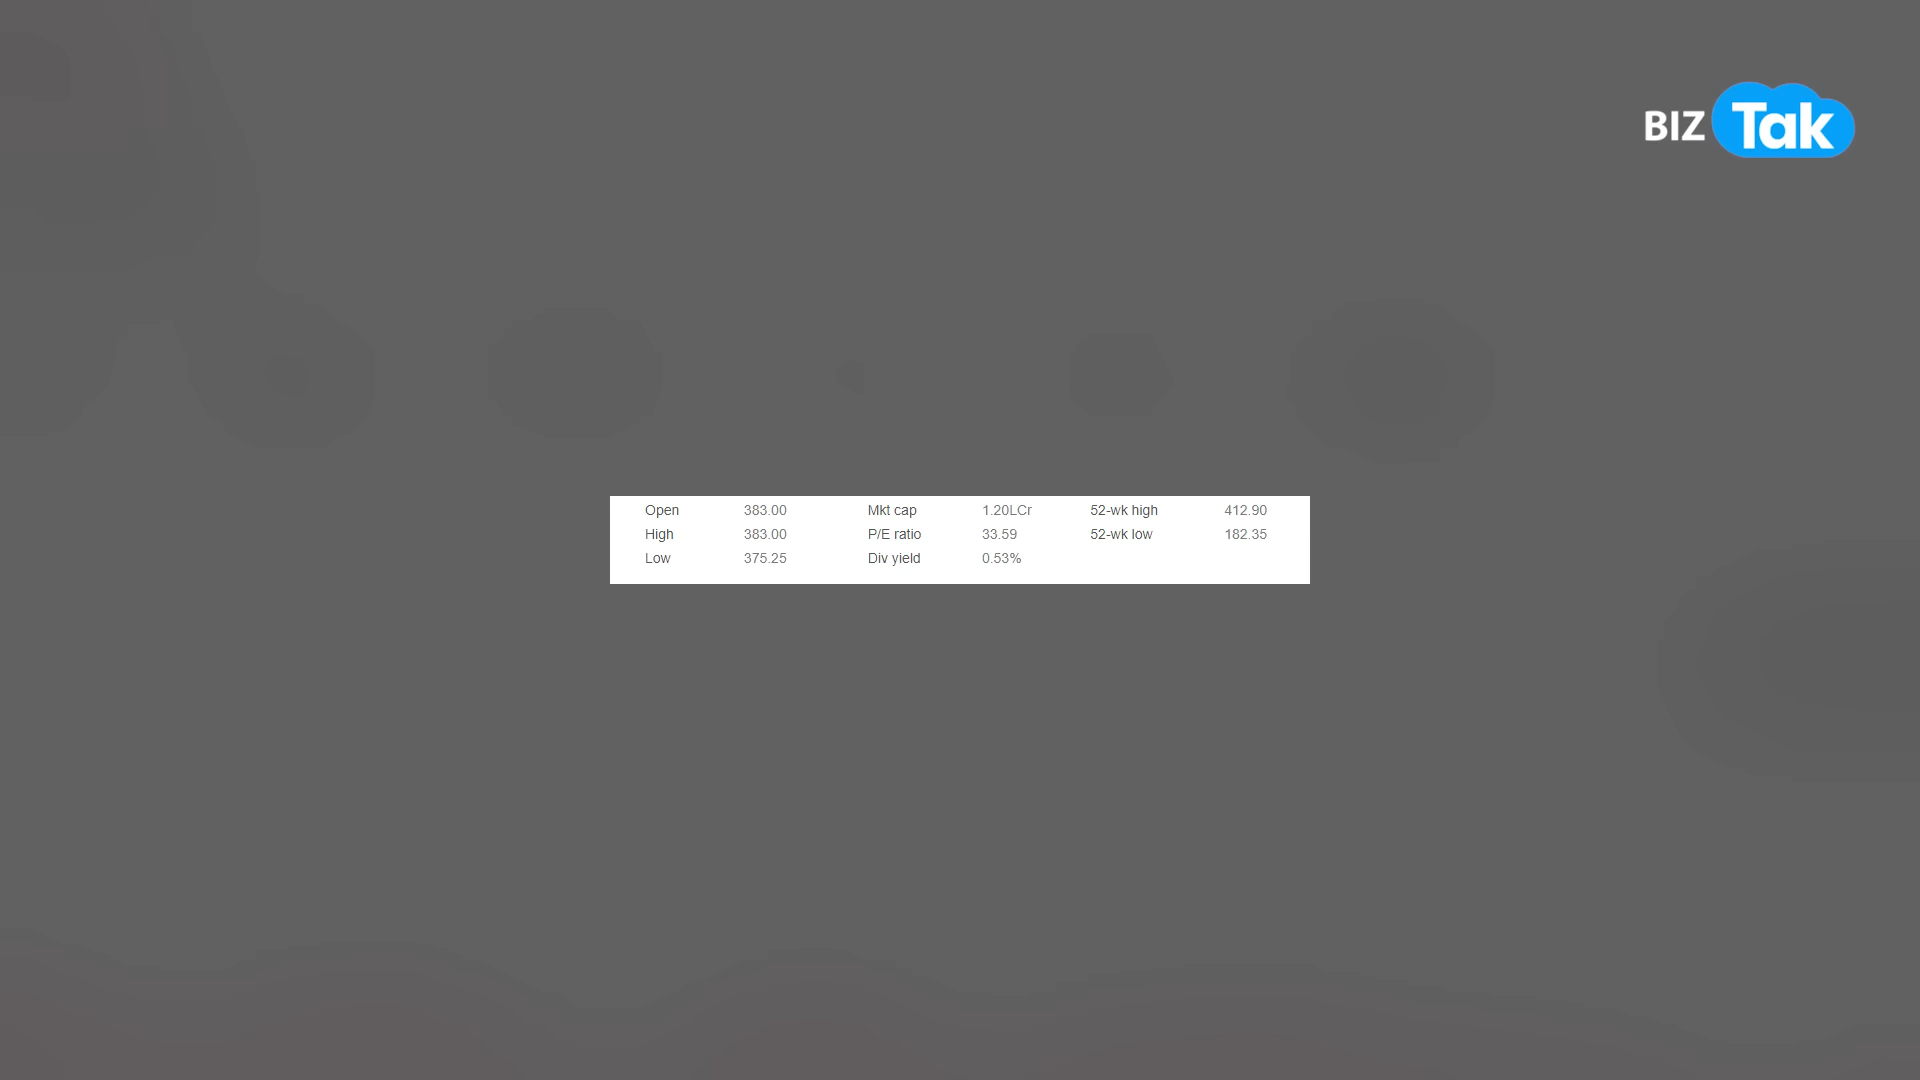 BIZ Tak
Open 383.00 Mkt cap 1.20LCr 52-wk high 412.90
High 383.00 P/E ratio 33.59 52-wk low 182.35
Low 375.25 Div yield 0.53%